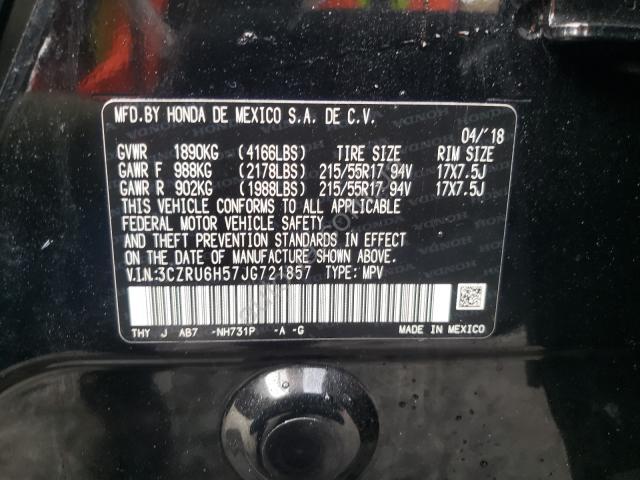 MFD.BY HONDA DE MEXICO S.A. DE C.V.
04/'18
GVWR 1890KG (4166LBS) TIRE SIZE RIM SIZE
GAWR F 988KG (2178LBS) 215/55R17 94V 17X7.5J
GAWR R 902KG (1988LBS) 215/55R17 94V 17X7.5J
THIS VEHICLE CONFORMS TO ALL APPLICABLE
FEDERAL MOTOR VEHICLE SAFETY
AND THEFT PREVENTION STANDARDS IN EFFECT
ON THE DATE OF MANUFACTURE SHOWN ABOVE.
V.I.N:3CZRU6H57JG721857 TYPE: MPV
THY J AB7 -NH731P -A -G MADE IN MEXICO